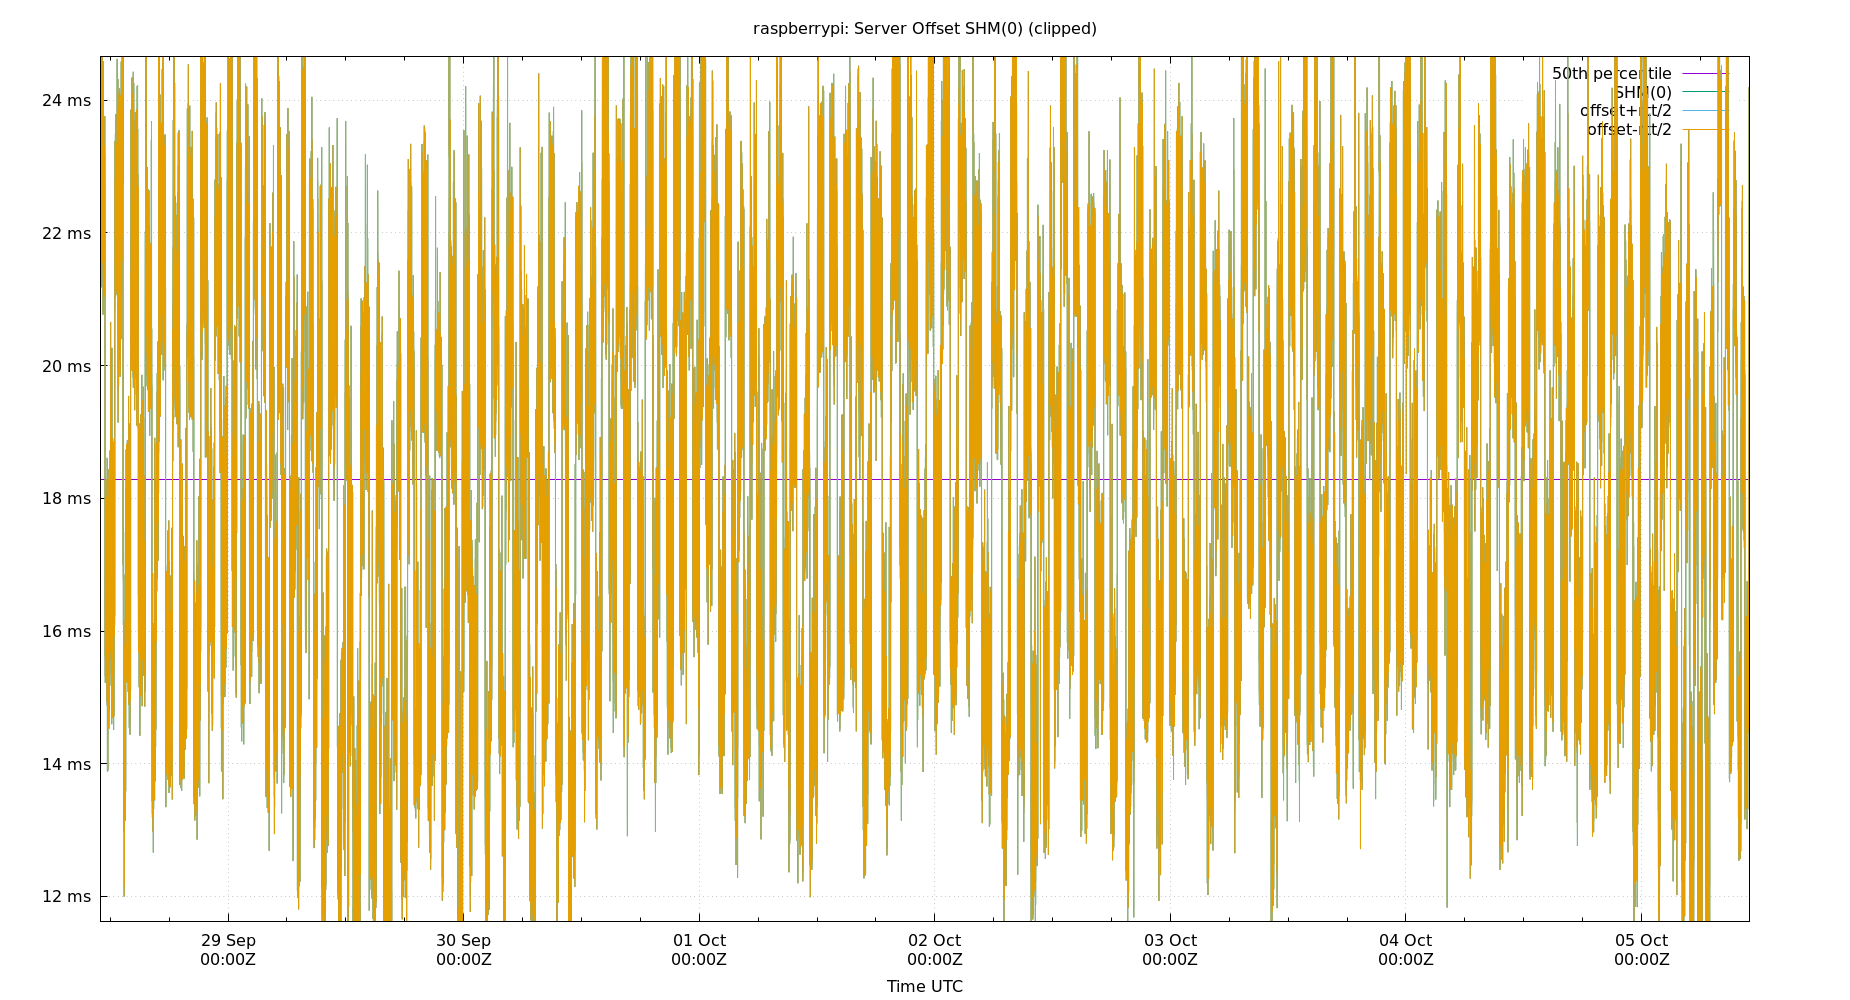 raspberrypi: Server Offset SHM(0) (clipped)
50th percentile
SHM(0)
offset+rtt/2
offset-rtt/2
24 ms
22 ms
20 ms
18 ms
16 ms
14 ms
12 ms
29 Sep 30 Sep 01 Oct 02 Oct 03 Oct 04 Oct 05 Oct
00:00Z 00:00Z 00:00Z 00:00Z 00:00Z 00:00Z 00:00Z
Time UTC